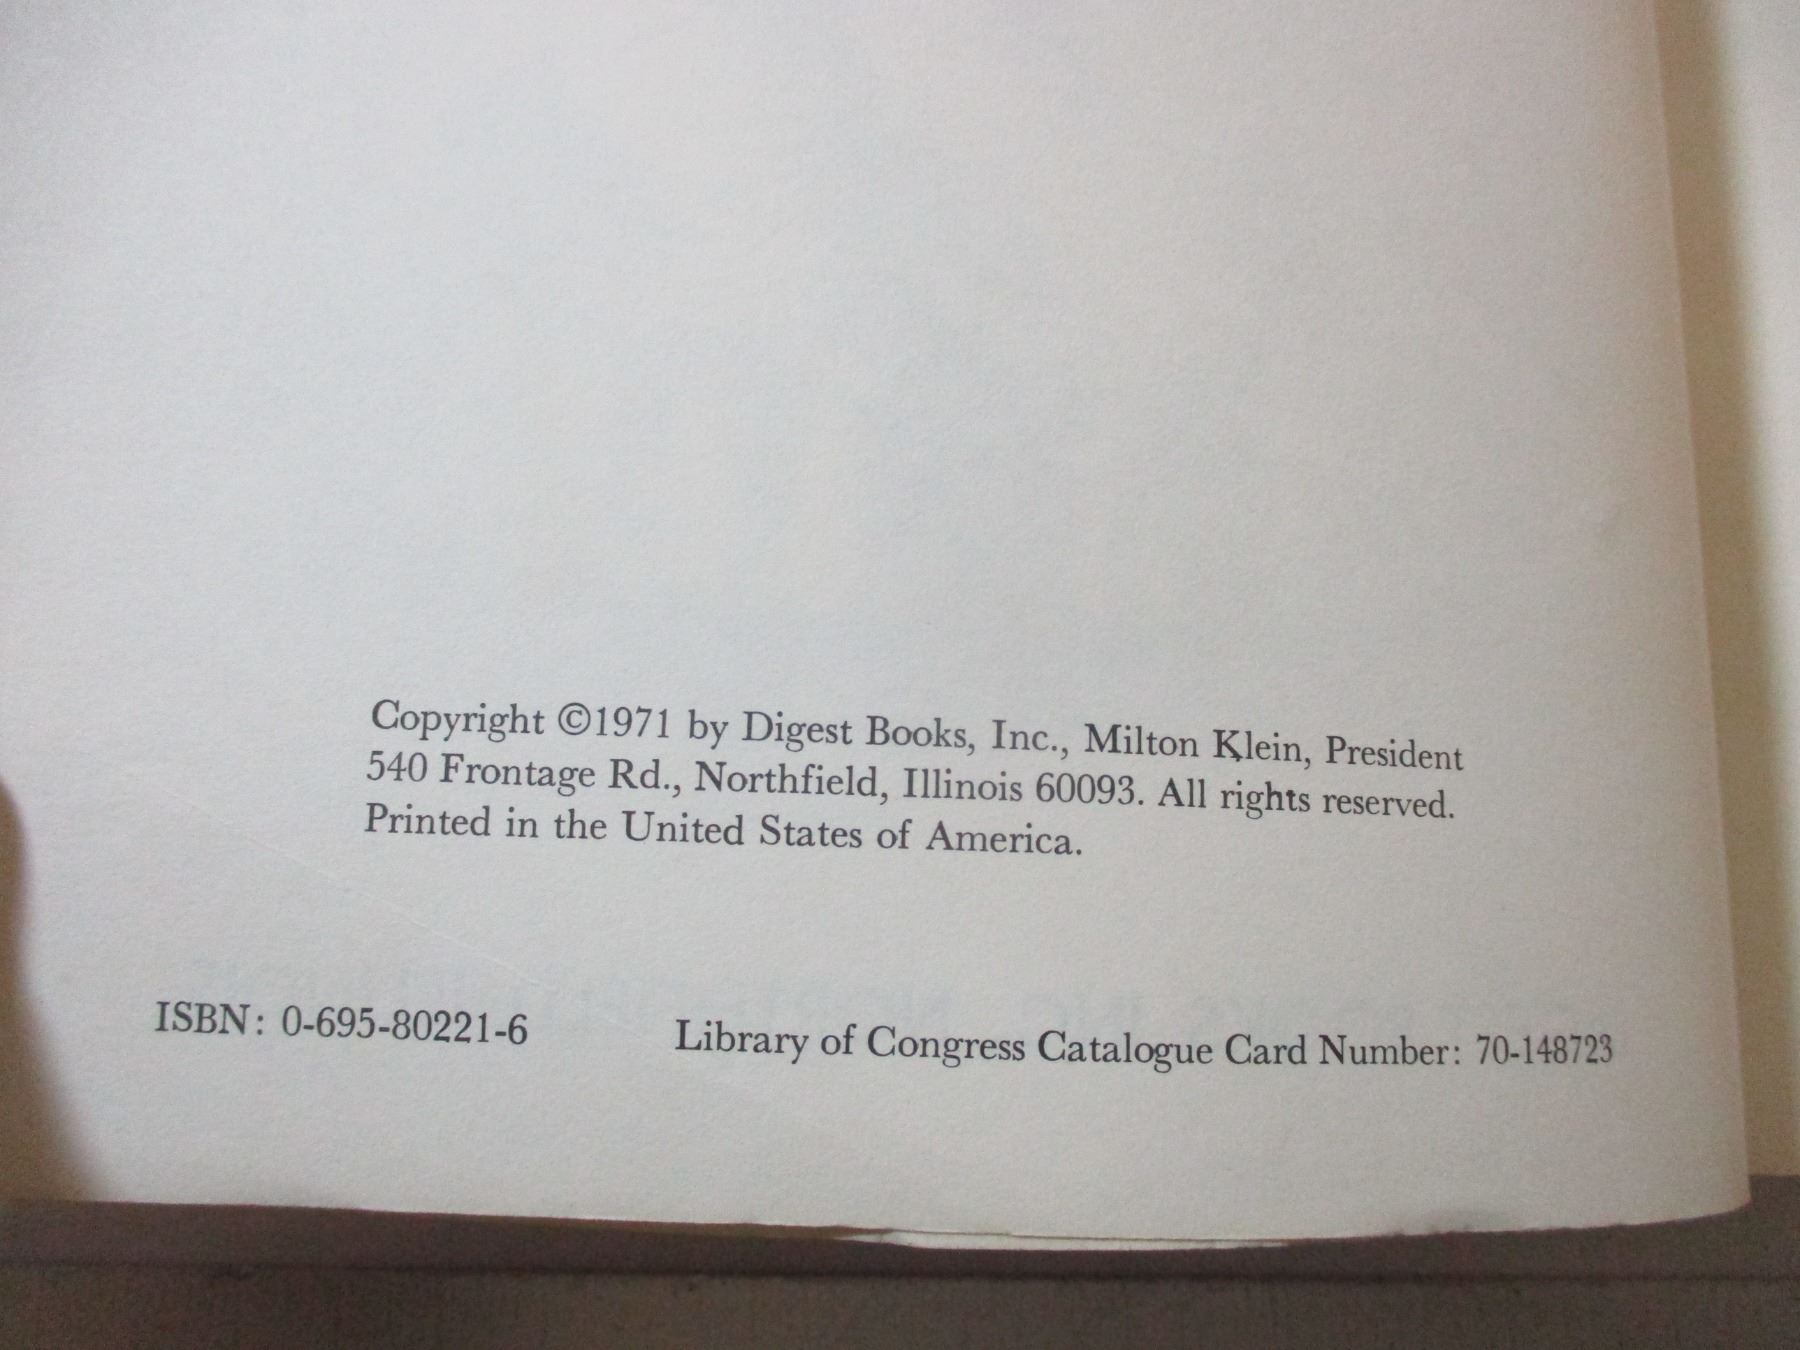 Copyright ©1971 by Digest Books, Inc., Milton Klein, President
540 Frontage Rd., Northfield, Illinois 60093. All rights reserved.
Printed in the United States of America.
ISBN: 0-695-80221-6 Library of Congress Catalogue Card Number: 70-148723